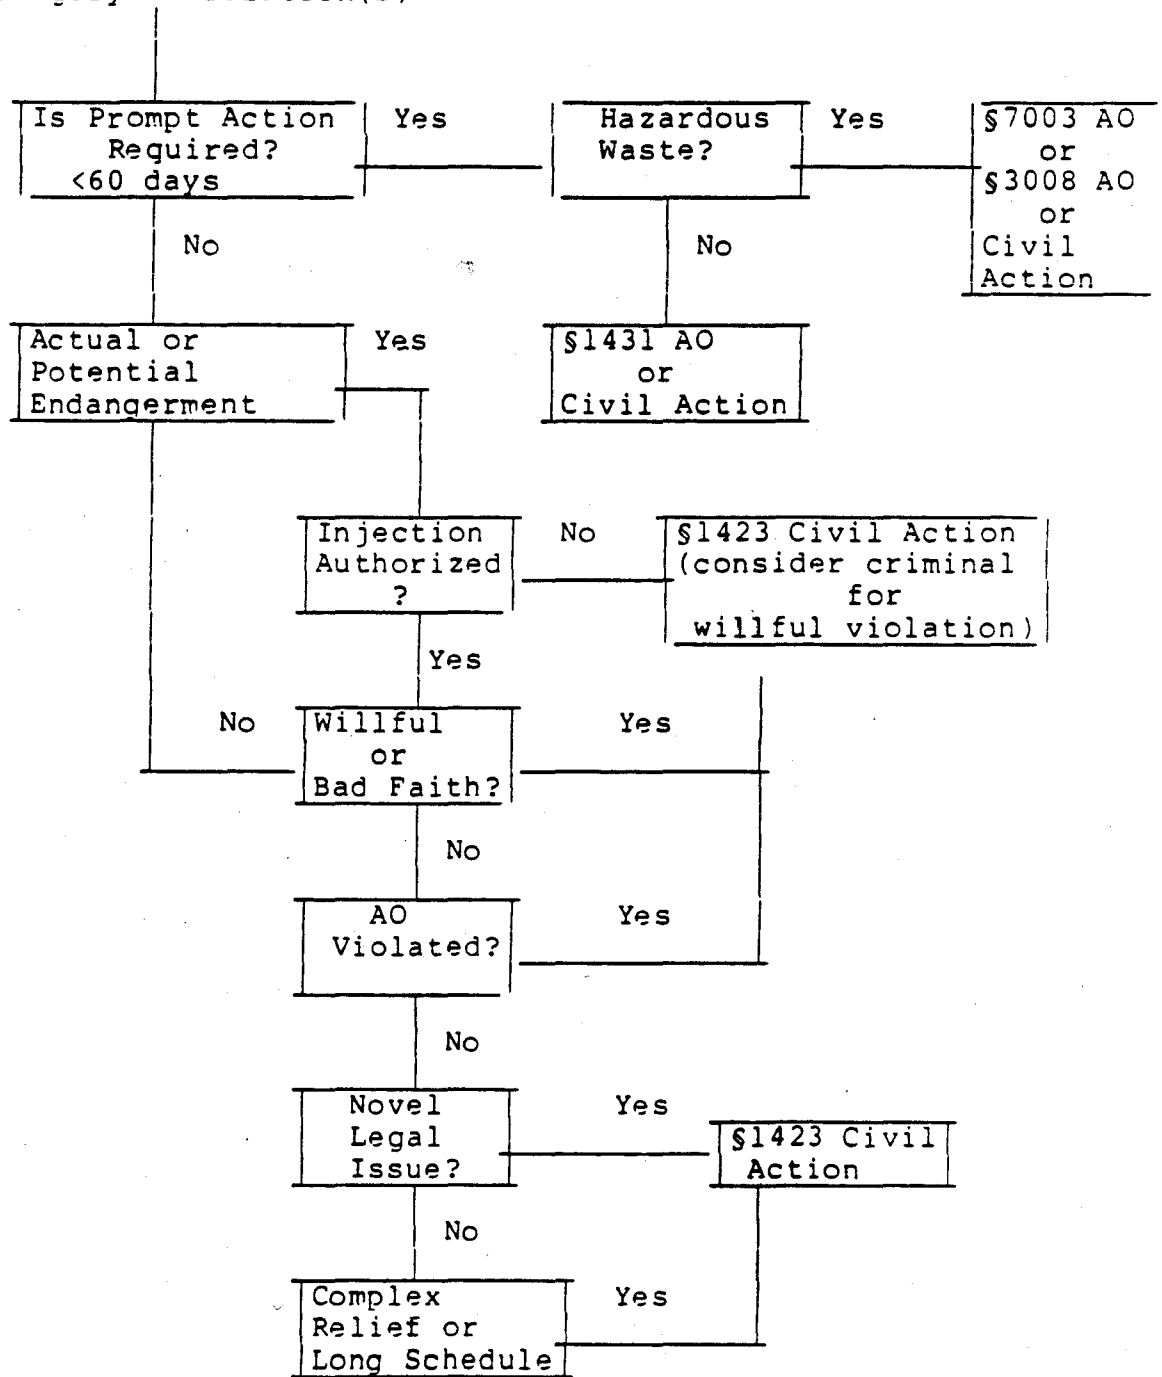 Is Prompt Action
Required?
<60 days
Yes
Hazardous
Waste?
Yes
§7003 AO
or
§3008 AO
or
Civil
Action
No
No
Actual or
Potential
Endangerment
Yes
§1431 AO
or
Civil Action
Injection
Authorized
?
No
§1423 Civil Action
(consider criminal
for
willful violation)
Yes
No
Willful
or
Bad Faith?
Yes
No
AO
Violated?
Yes
No
Novel
Legal
Issue?
Yes
§1423 Civil
Action
No
Complex
Relief or
Long Schedule
Yes